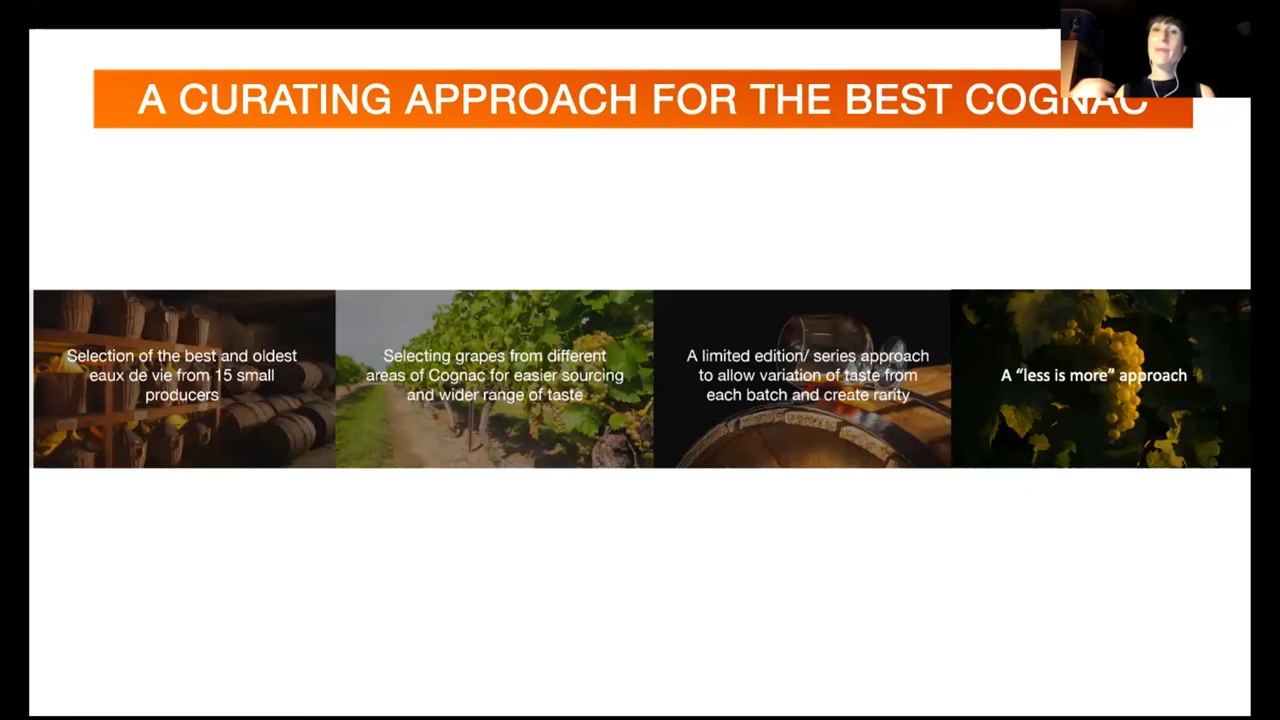 A CURATING APPROACH FOR THE BEST COGNAC
Selection of the best and oldest
eaux de vie from 15 small
producers
Selecting grapes from different
areas of Cognac for easier sourcing
and wider range of taste
A limited edition/ series approach
to allow variation of taste from
each batch and create rarity
A “less is more” approach